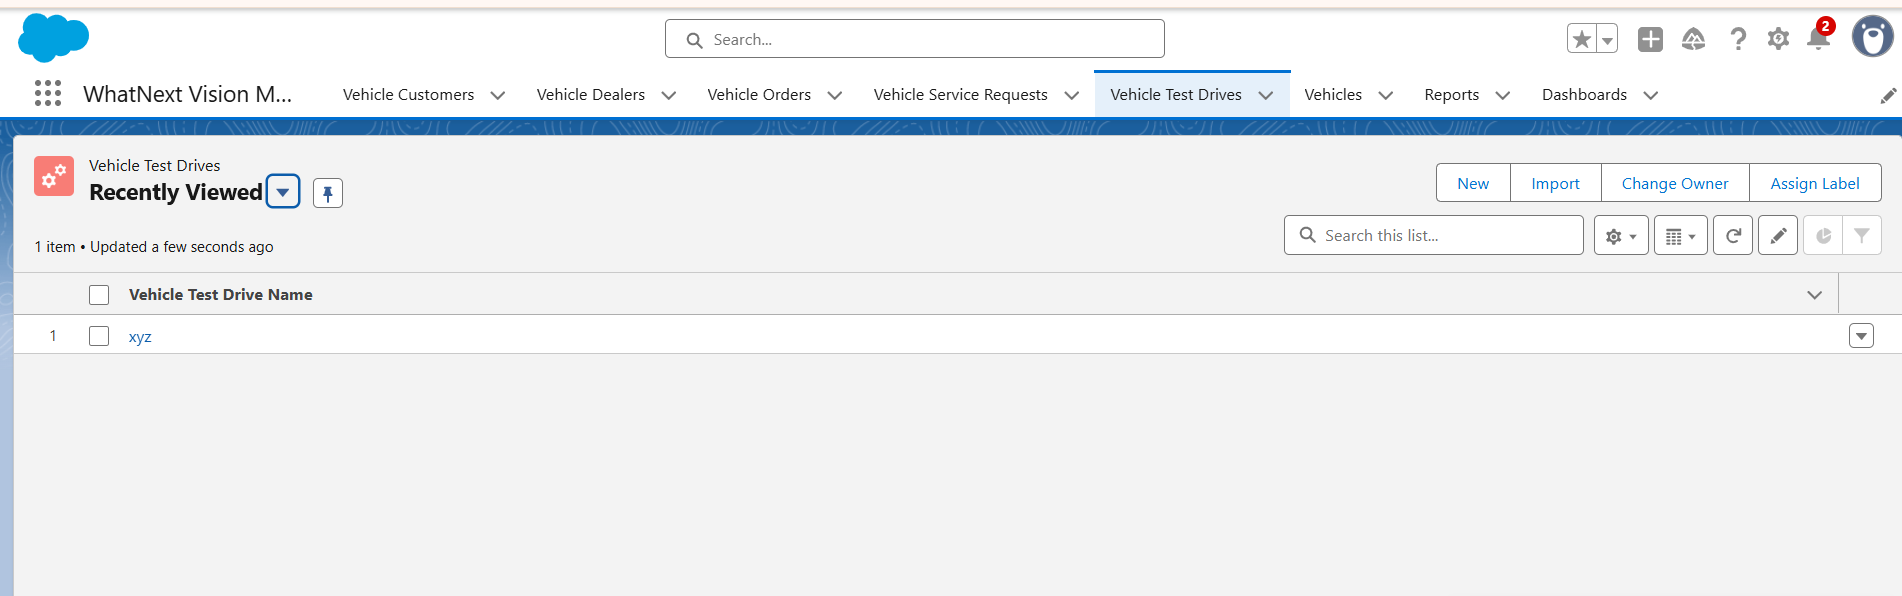 Search...
2
WhatNext Vision M...
Vehicle Customers
Vehicle Dealers
Vehicle Orders
Vehicle Service Requests
Vehicle Test Drives
Vehicles
Reports
Dashboards
Vehicle Test Drives
Recently Viewed
New
Import
Change Owner
Assign Label
1 item • Updated a few seconds ago
Search this list...
Vehicle Test Drive Name
1 xyz